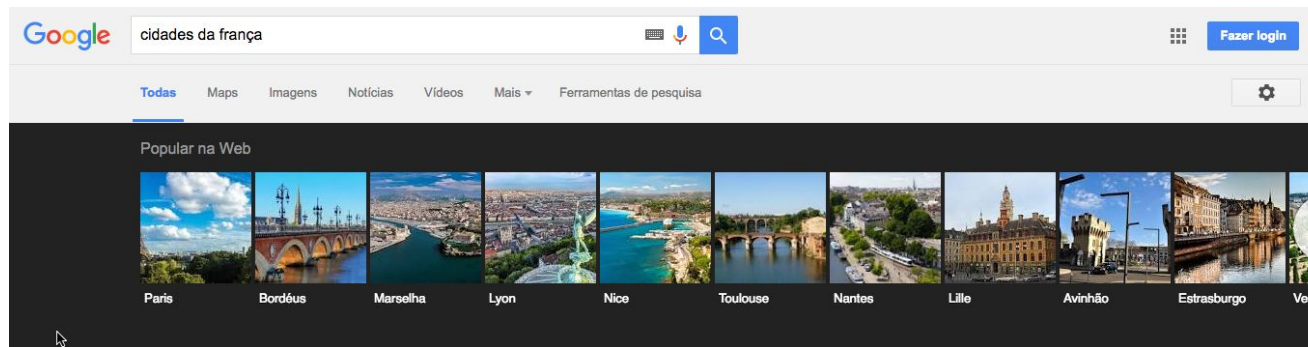 Google cidades da frança Fazer login
Todas Maps Imagens Notícias Vídeos Mais Ferramentas de pesquisa
Popular na Web
Paris Bordéus Marselha Lyon Nice Toulouse Nantes Lille Avinhão Estrasburgo Ve